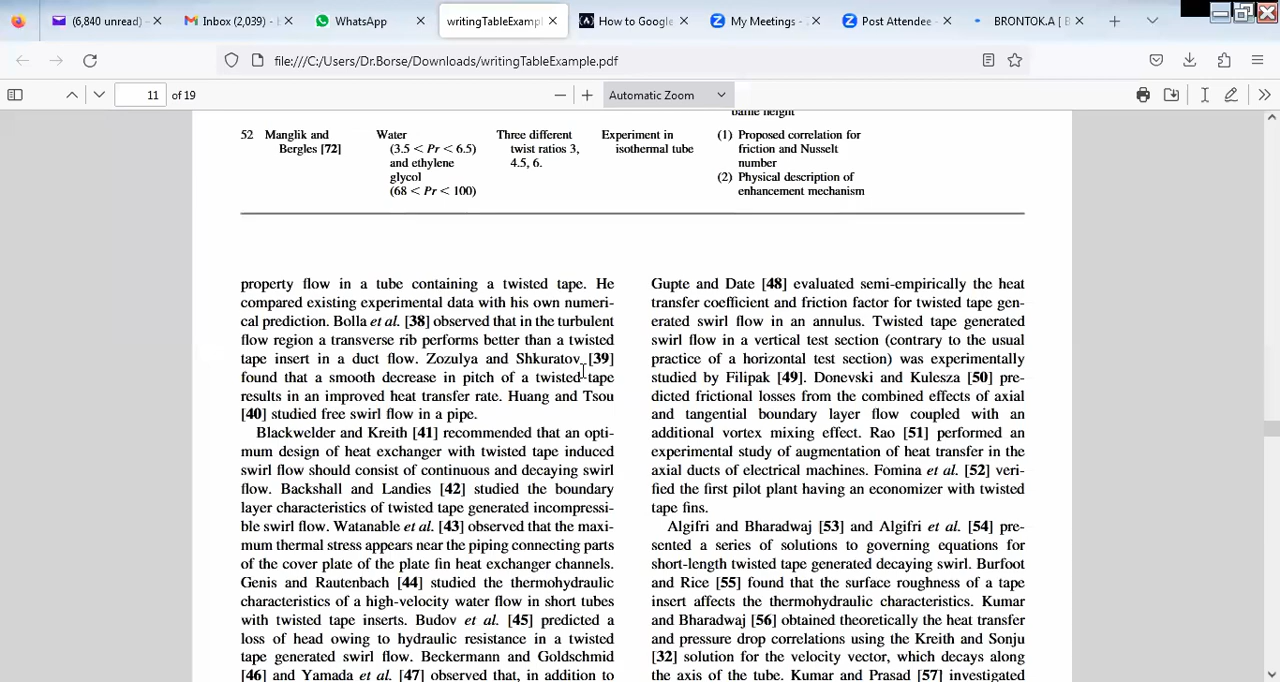 (6,840 unread) -
Inbox (2,039) -
WhatsApp
writingTableExampl
How to Google
My Meetings -
Post Attendee -
BRONTOK.A [
file:///C:/Users/Dr.Borse/Downloads/writingTableExample.pdf
11 of 19
Automatic Zoom
baffle height
52 Manglik and Water Three different Experiment in (1) Proposed correlation for
Bergles [72] (3.5 < Pr < 6.5) twist ratios 3, isothermal tube friction and Nusselt
and ethylene 4.5, 6. number
glycol (2) Physical description of
(68 < Pr < 100) enhancement mechanism
property flow in a tube containing a twisted tape. He
compared existing experimental data with his own numeri-
cal prediction. Bolla et al. [38] observed that in the turbulent
flow region a transverse rib performs better than a twisted
tape insert in a duct flow. Zozulya and Shkuratov [39]
found that a smooth decrease in pitch of a twisted-tape
results in an improved heat transfer rate. Huang and Tsou
[40] studied free swirl flow in a pipe.
Blackwelder and Kreith [41] recommended that an opti-
mum design of heat exchanger with twisted tape induced
swirl flow should consist of continuous and decaying swirl
flow. Backshall and Landies [42] studied the boundary
layer characteristics of twisted tape generated incompressi-
ble swirl flow. Watanable et al. [43] observed that the maxi-
mum thermal stress appears near the piping connecting parts
of the cover plate of the plate fin heat exchanger channels.
Genis and Rautenbach [44] studied the thermohydraulic
characteristics of a high-velocity water flow in short tubes
with twisted tape inserts. Budov et al. [45] predicted a
loss of head owing to hydraulic resistance in a twisted
tape generated swirl flow. Beckermann and Goldschmid
[46] and Yamada et al. [47] observed that, in addition to
Gupte and Date [48] evaluated semi-empirically the heat
transfer coefficient and friction factor for twisted tape gen-
erated swirl flow in an annulus. Twisted tape generated
swirl flow in a vertical test section (contrary to the usual
practice of a horizontal test section) was experimentally
studied by Filipak [49]. Donevski and Kulesza [50] pre-
dicted frictional losses from the combined effects of axial
and tangential boundary layer flow coupled with an
additional vortex mixing effect. Rao [51] performed an
experimental study of augmentation of heat transfer in the
axial ducts of electrical machines. Fomina et al. [52] veri-
fied the first pilot plant having an economizer with twisted
tape fins.
Algifri and Bharadwaj [53] and Algifri et al. [54] pre-
sented a series of solutions to governing equations for
short-length twisted tape generated decaying swirl. Burfoot
and Rice [55] found that the surface roughness of a tape
insert affects the thermohydraulic characteristics. Kumar
and Bharadwaj [56] obtained theoretically the heat transfer
and pressure drop correlations using the Kreith and Sonju
[32] solution for the velocity vector, which decays along
the axis of the tube. Kumar and Prasad [57] investigated